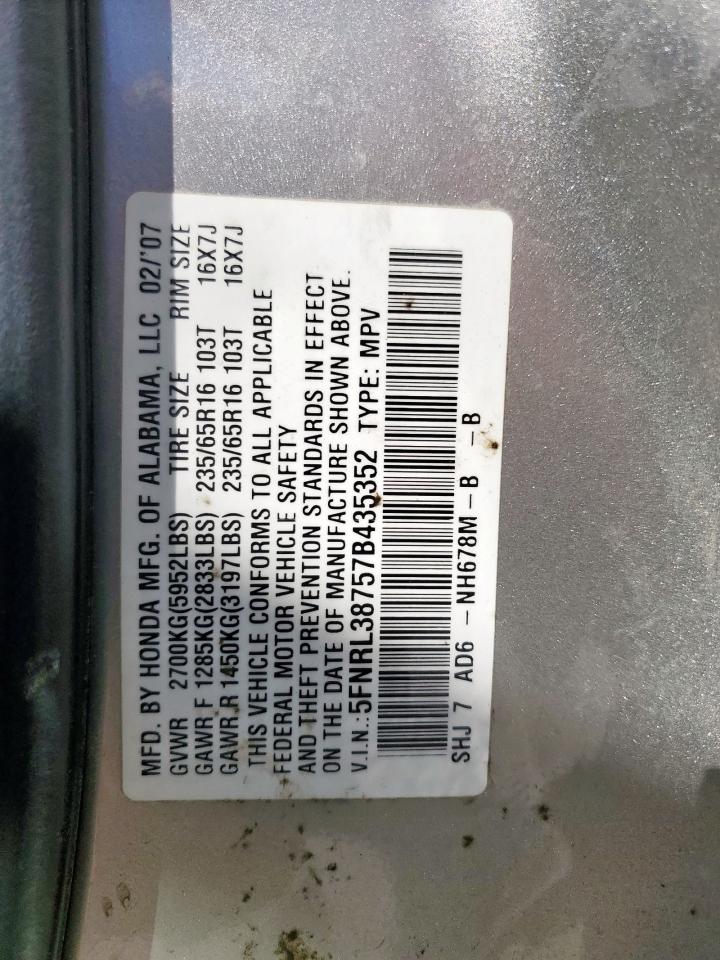 MFD. BY HONDA MFG. OF ALABAMA, LLC 02/'07
GVWR 2700KG(5952LBS) TIRE SIZE RIM SIZE
GAWR F 1285KG(2833LBS) 235/65R16 103T 16X7J
GAWR R 1450KG(3197LBS) 235/65R16 103T 16X7J
THIS VEHICLE CONFORMS TO ALL APPLICABLE
FEDERAL MOTOR VEHICLE SAFETY
AND THEFT PREVENTION STANDARDS IN EFFECT
ON THE DATE OF MANUFACTURE SHOWN ABOVE.
V.I.N.:5FNRL38757B435352 TYPE: MPV
SHJ 7 AD6 -NH678M-B -B